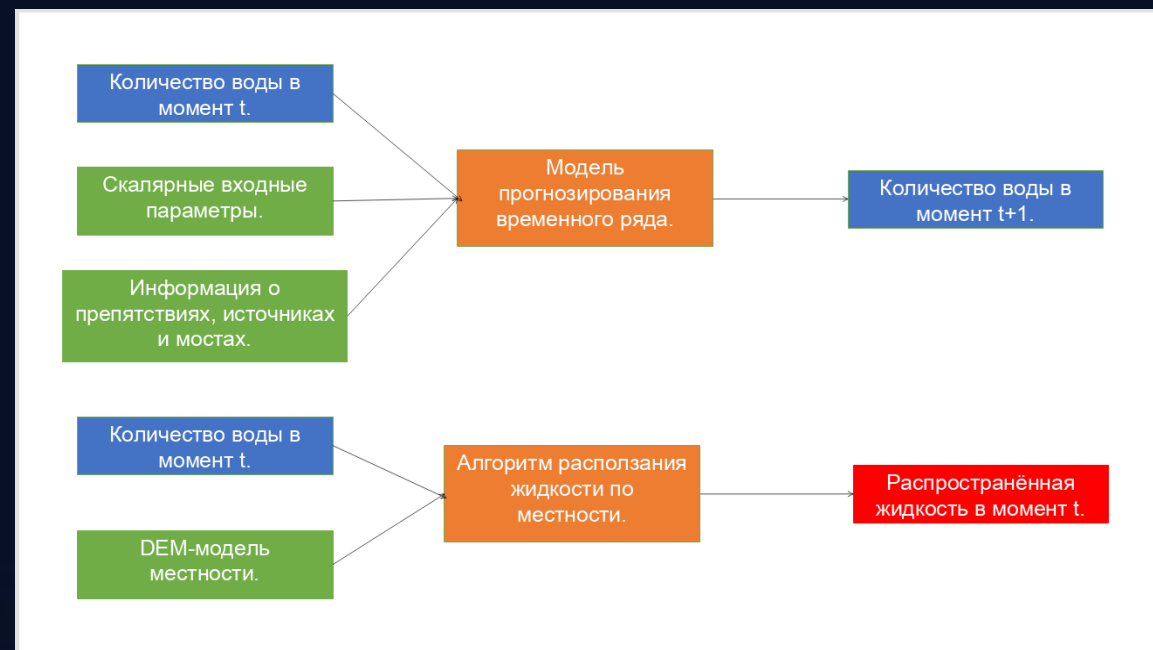 Количество воды в
момент t.
Скалярные входные
параметры.
Информация о
препятствиях, источниках
и мостах.
Модель
прогнозирования
временного ряда.
Количество воды в
момент t+1.
Количество воды в
момент t.
DEM-модель
местности.
Алгоритм расползания
жидкости по
местности.
Распространённая
жидкость в момент t.